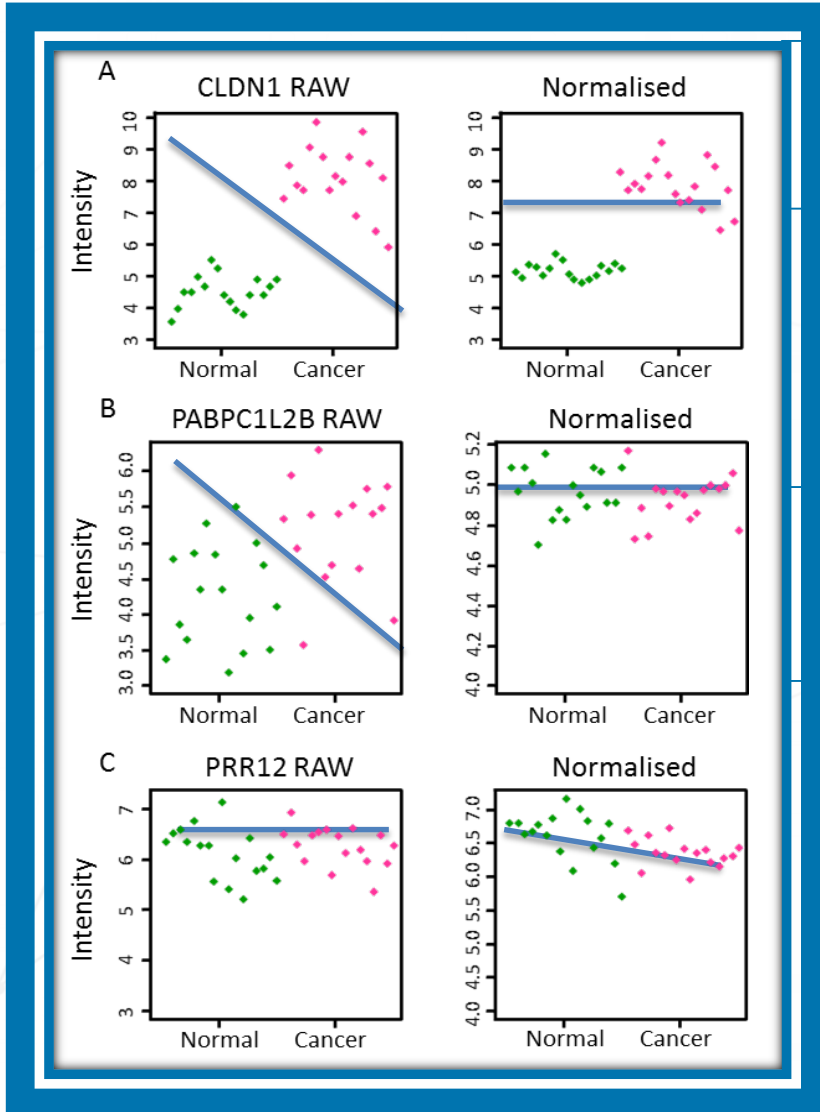 A
CLDN1 RAW
Normalised
Intensity
10
9
8
7
6
5
4
3
Normal
Cancer
10
9
8
7
6
5
4
3
Normal
Cancer
B
PABPC1L2B RAW
Normalised
Intensity
6.0
5.5
5.0
4.5
4.0
3.5
3.0
Normal
Cancer
5.2
5.0
4.8
4.6
4.4
4.2
4.0
Normal
Cancer
C
PRR12 RAW
Normalised
Intensity
7
6
5
4
3
Normal
Cancer
7.0
6.5
6.0
5.5
5.0
4.5
4.0
Normal
Cancer